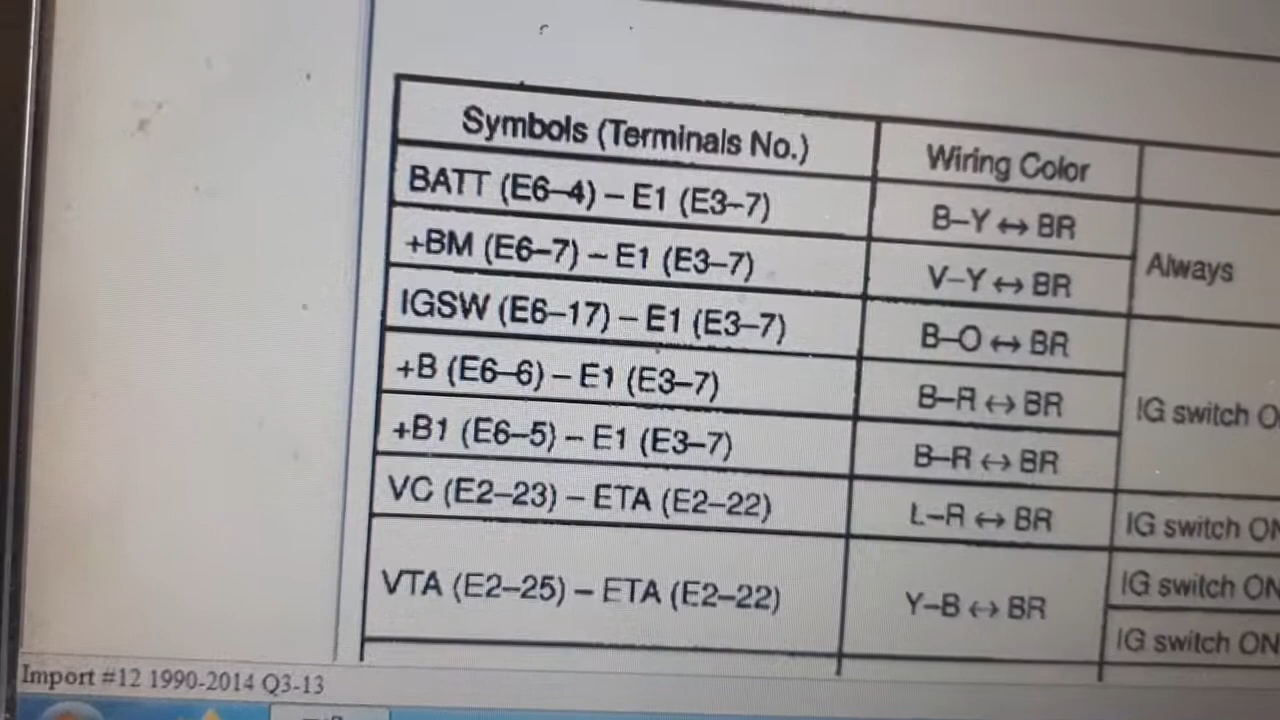 Symbols (Terminals No.) Wiring Color
BATT (E6–4) – E1 (E3–7) B–Y ↔ BR Always
+BM (E6–7) – E1 (E3–7) V–Y ↔ BR
IGSW (E6–17) – E1 (E3–7) B–O ↔ BR
+B (E6–6) – E1 (E3–7) B–R ↔ BR IG switch
+B1 (E6–5) – E1 (E3–7) B–R ↔ BR
VC (E2–23) – ETA (E2–22) L–R ↔ BR IG switch ON
VTA (E2–25) – ETA (E2–22) Y–B ↔ BR IG switch ON
IG switch ON
Import #12 1990-2014 Q3-13